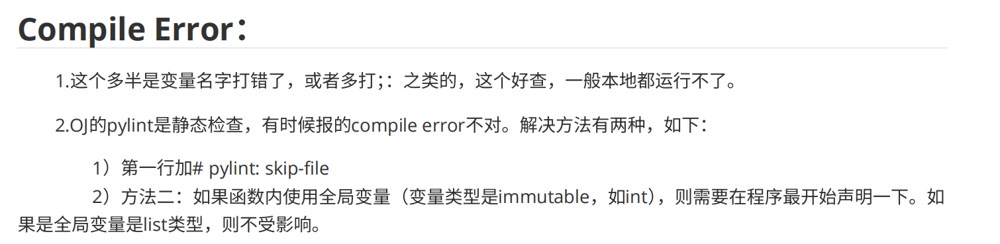 Compile Error：
1.这个多半是变量名字打错了，或者多打;：之类的，这个好查，一般本地都运行不了。
2.OJ的pylint是静态检查，有时候报的compile error不对。解决方法有两种，如下：
1）第一行加# pylint: skip-file
2）方法二：如果函数内使用全局变量（变量类型是immutable，如int），则需要在程序最开始声明一下。如
果是全局变量是list类型，则不受影响。